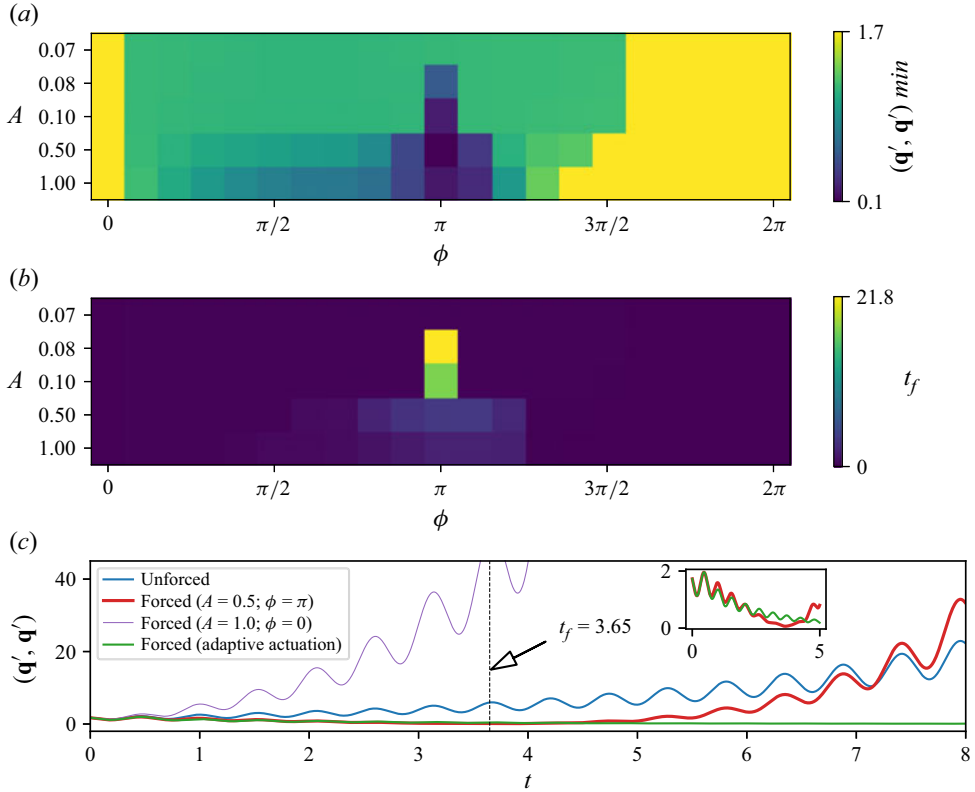 (a)
0.07
0.08
A 0.10
0.50
1.00
0 π/2 π 3π/2 2π
ϕ
1.7
(q′, q′) min
0.1
(b)
0.07
0.08
A 0.10
0.50
1.00
0 π/2 π 3π/2 2π
ϕ
21.8
t_f
0
(c)
40
20
0
(q′, q′)
Unforced
Forced (A = 0.5; ϕ = π)
Forced (A = 1.0; ϕ = 0)
Forced (adaptive actuation)
2
0
0 5
t_f = 3.65
0 1 2 3 4 5 6 7 8
t